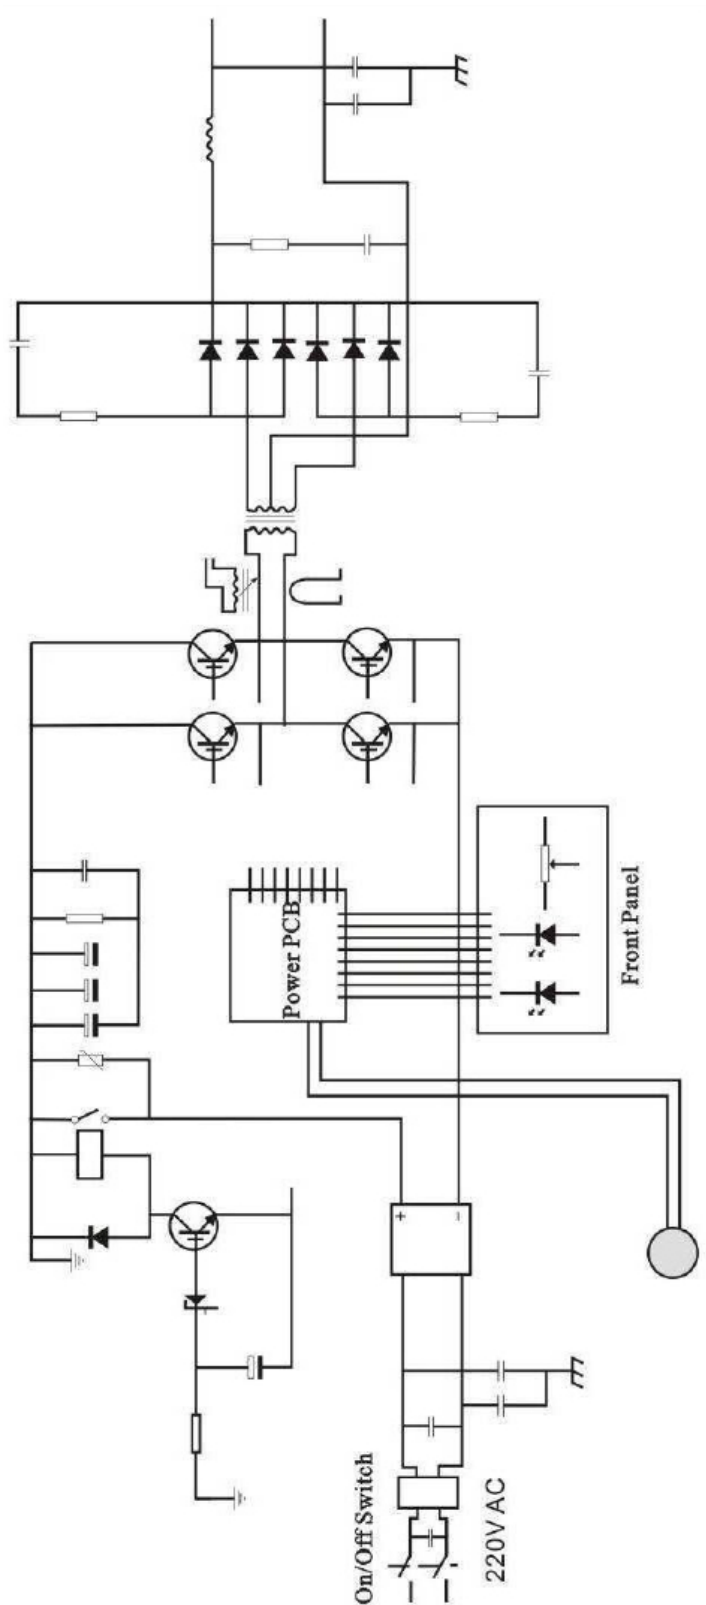 Power PCB
Front Panel
+
-
On/Off Switch
220V AC